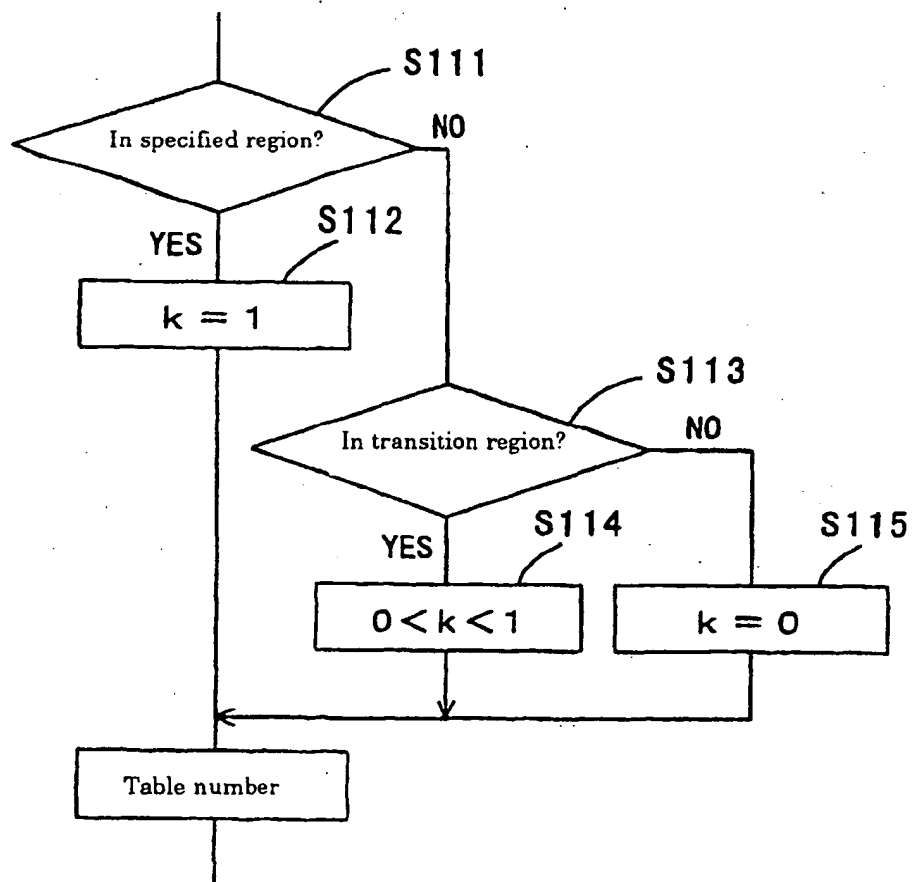 S111
In specified region?
NO
YES
S112
k = 1
S113
In transition region?
NO
YES
S114
S115
0<k<1
k = 0
Table number